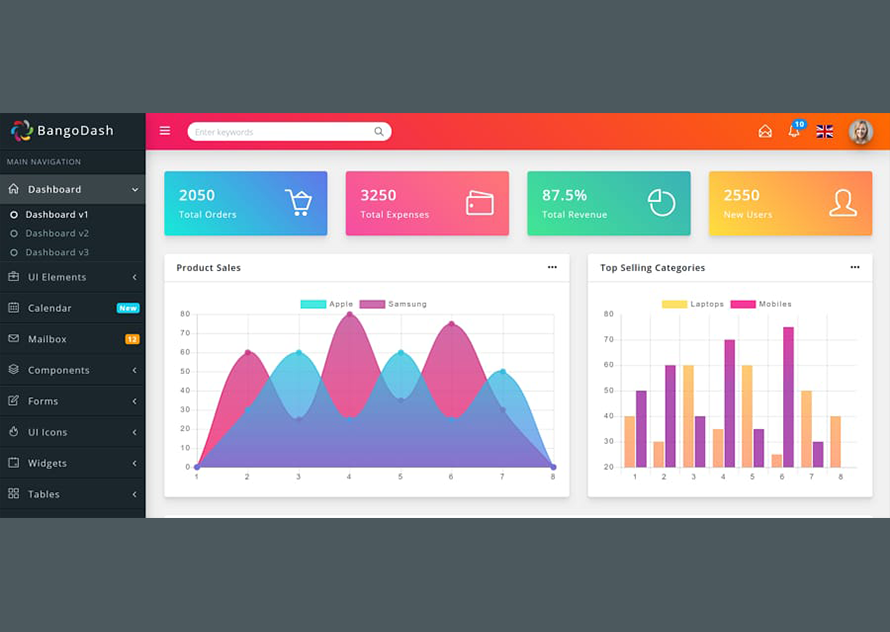 BangoDash
Enter keywords
10
MAIN NAVIGATION
Dashboard
Dashboard v1
Dashboard v2
Dashboard v3
UI Elements
Calendar New
Mailbox 12
Components
Forms
UI Icons
Widgets
Tables
2050
Total Orders
3250
Total Expenses
87.5%
Total Revenue
2550
New Users
Product Sales
Apple Samsung
80
70
60
50
40
30
20
10
0
1 2 3 4 5 6 7 8
Top Selling Categories
Laptops Mobiles
80
70
60
50
40
30
20
1 2 3 4 5 6 7 8